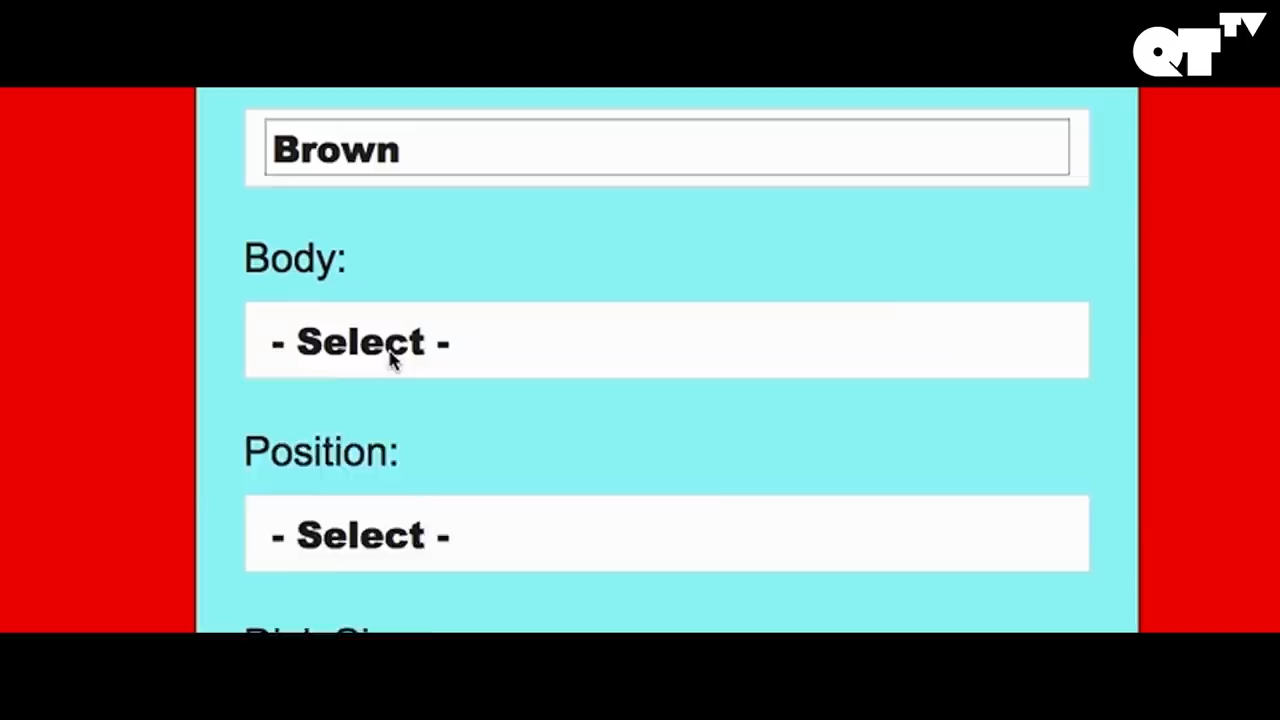 QT TV
Brown
Body:
- Select -
Position:
- Select -